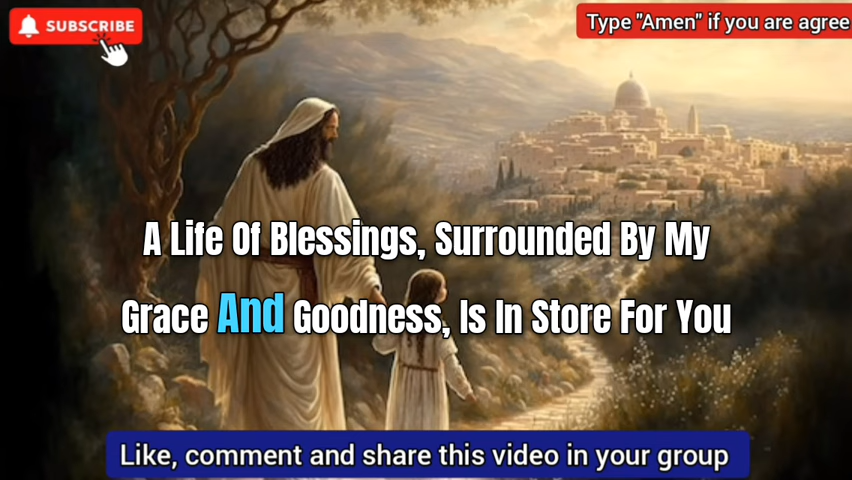 SUBSCRIBE
Type "Amen" if you are agree
A Life Of Blessings, Surrounded By My
Grace And Goodness, Is In Store For You
Like, comment and share this video in your group